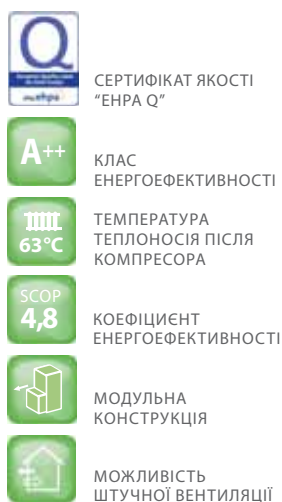 Q
ehpa
СЕРТИФІКАТ ЯКОСТІ
“EHPA Q”
A++
КЛАС
ЕНЕРГОЕФЕКТИВНОСТІ
63°C
ТЕМПЕРАТУРА
ТЕПЛОНОСІЯ ПІСЛЯ
КОМПРЕСОРА
SCOP
4,8
КОЕФІЦИЄНТ
ЕНЕРГОЕФЕКТИВНОСТІ
МОДУЛЬНА
КОНСТРУКЦІЯ
МОЖЛИВІСТЬ
ШТУЧНОЇ ВЕНТИЛЯЦІЇ